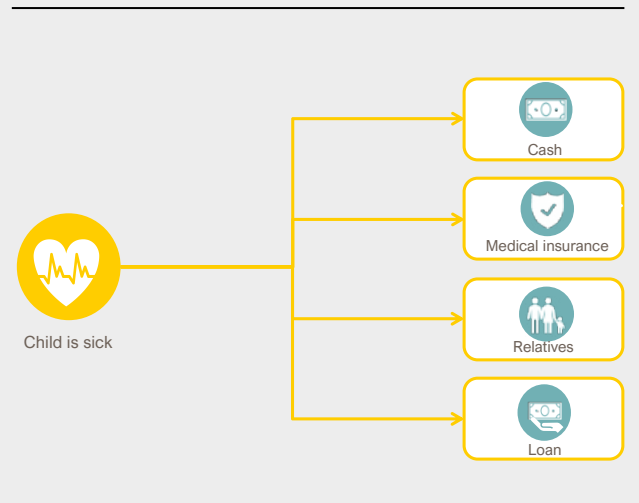 Cash
Medical insurance
Child is sick
Relatives
Loan